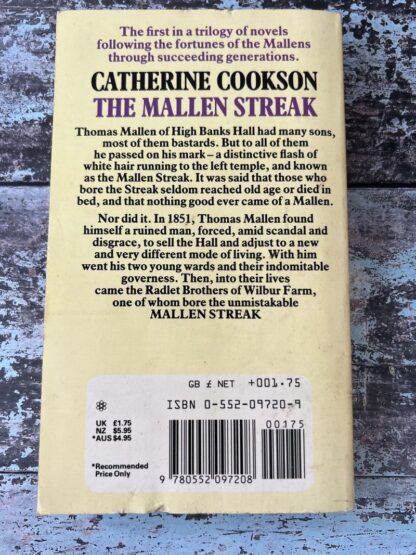 The first in a trilogy of novels
following the fortunes of the Mallens
through succeeding generations.
CATHERINE COOKSON
THE MALLEN STREAK
Thomas Mallen of High Banks Hall had many sons,
most of them bastards. But to all of them
he passed on his mark – a distinctive flash of
white hair running to the left temple, and known
as the Mallen Streak. It was said that those who
bore the Streak seldom reached old age or died in
bed, and that nothing good ever came of a Mallen.
Nor did it. In 1851, Thomas Mallen found
himself a ruined man, forced, amid scandal and
disgrace, to sell the Hall and adjust to a new
and very different mode of living. With him
went his two young wards and their indomitable
governess. Then, into their lives
came the Radlet Brothers of Wilbur Farm,
one of whom bore the unmistakable
MALLEN STREAK
GB £ NET +001.75
ISBN 0-552-09720-9
00175
UK £1.75
NZ $5.95
*AUS $4.95
*Recommended
Price Only
9 780552 097208